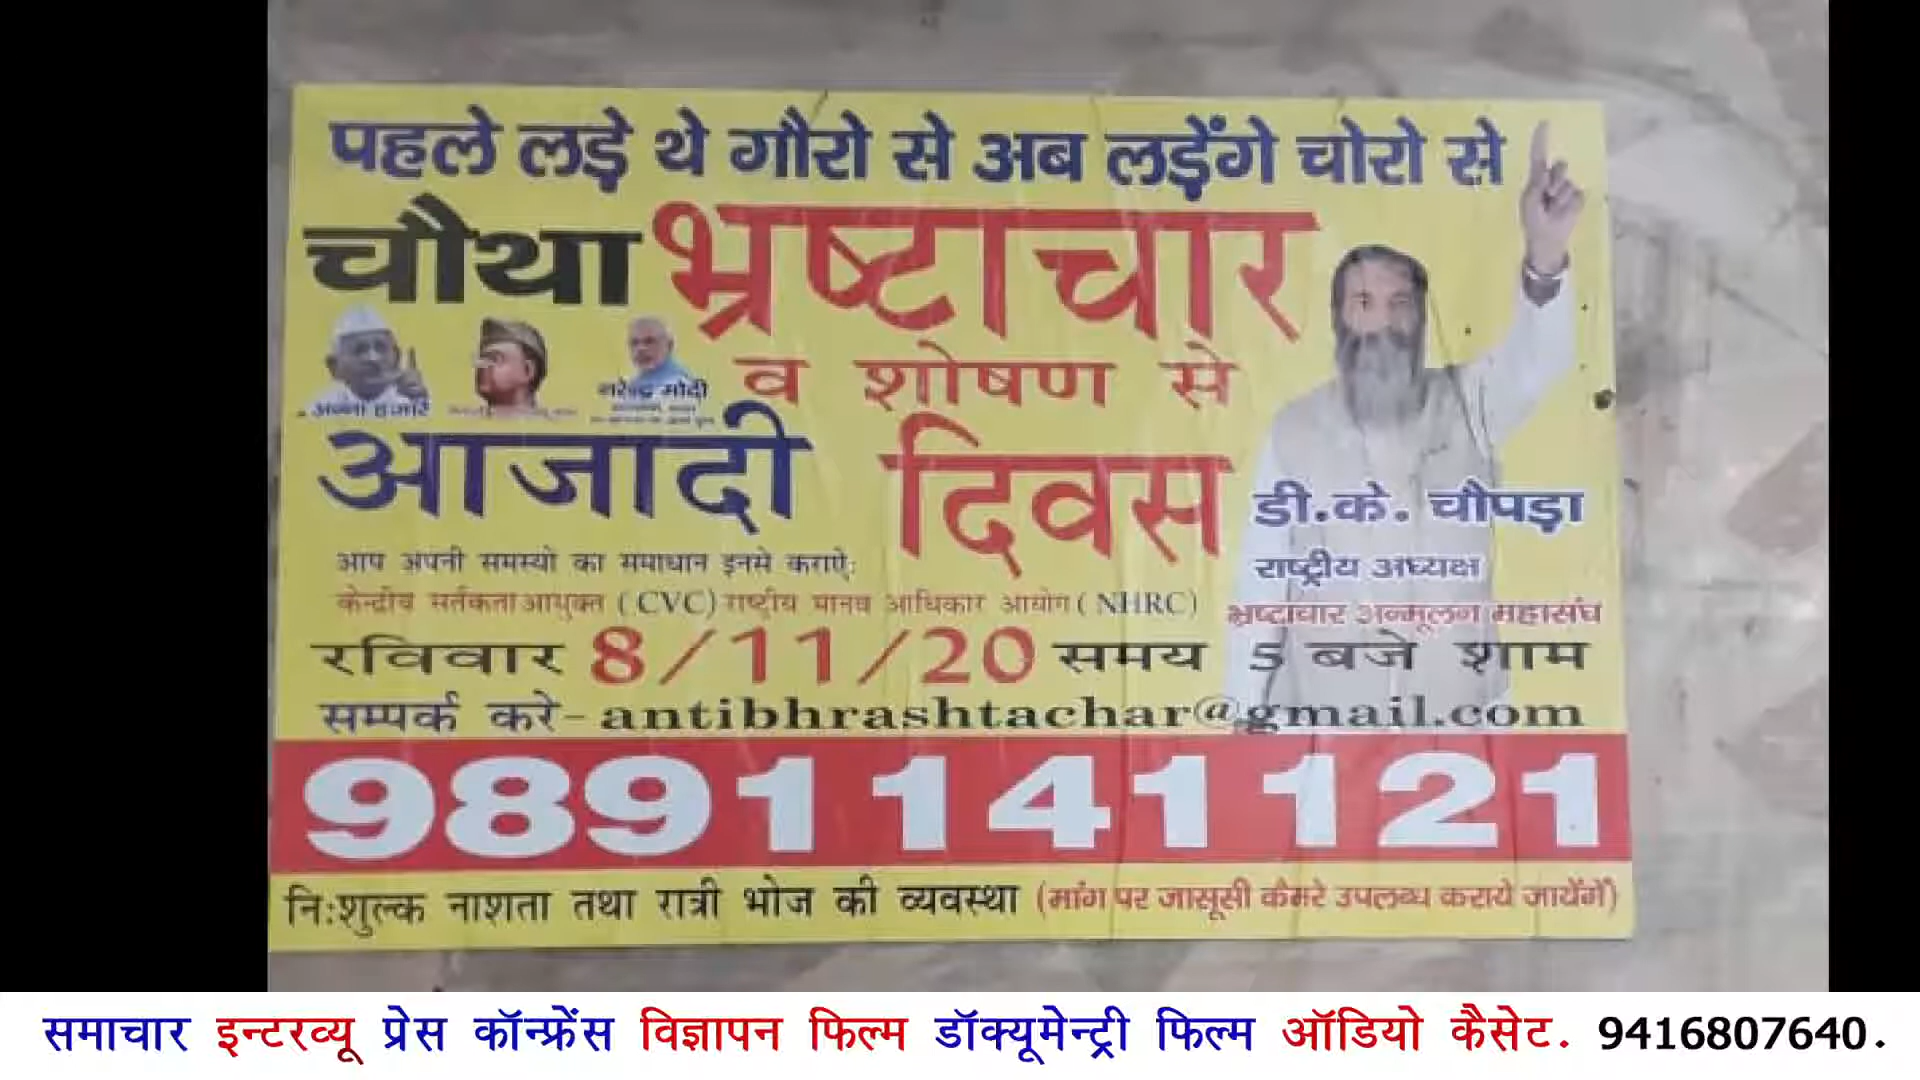 पहले लड़े थे गौरो से अब लड़ेंगे चोरो से
चौथा भ्रष्टाचार
व शोषण से
अन्ना हजारे
नरेन्द्र मोदी
आजादी दिवस
डी.के. चौपड़ा
राष्ट्रीय अध्यक्ष
भ्रष्टाचार उन्मूलन महासंघ
आप अपनी समस्यो का समाधान इनसे कराऐ:
केन्द्रीय सर्तकता आयुक्त (CVC) राष्ट्रीय मानव आधिकार आयोग (NHRC)
रविवार 8/11/20 समय 5 बजे शाम
सम्पर्क करे- antibhrashtachar@gmail.com
9891141121
नि:शुल्क नाशता तथा रात्री भोज की व्यवस्था (मांग पर जासूसी कैमरे उपलब्ध कराये जायेंगें)
समाचार इन्टरव्यू प्रेस कॉन्फ्रेंस विज्ञापन फिल्म डॉक्यूमेन्ट्री फिल्म ऑडियो कैसेट. 9416807640.